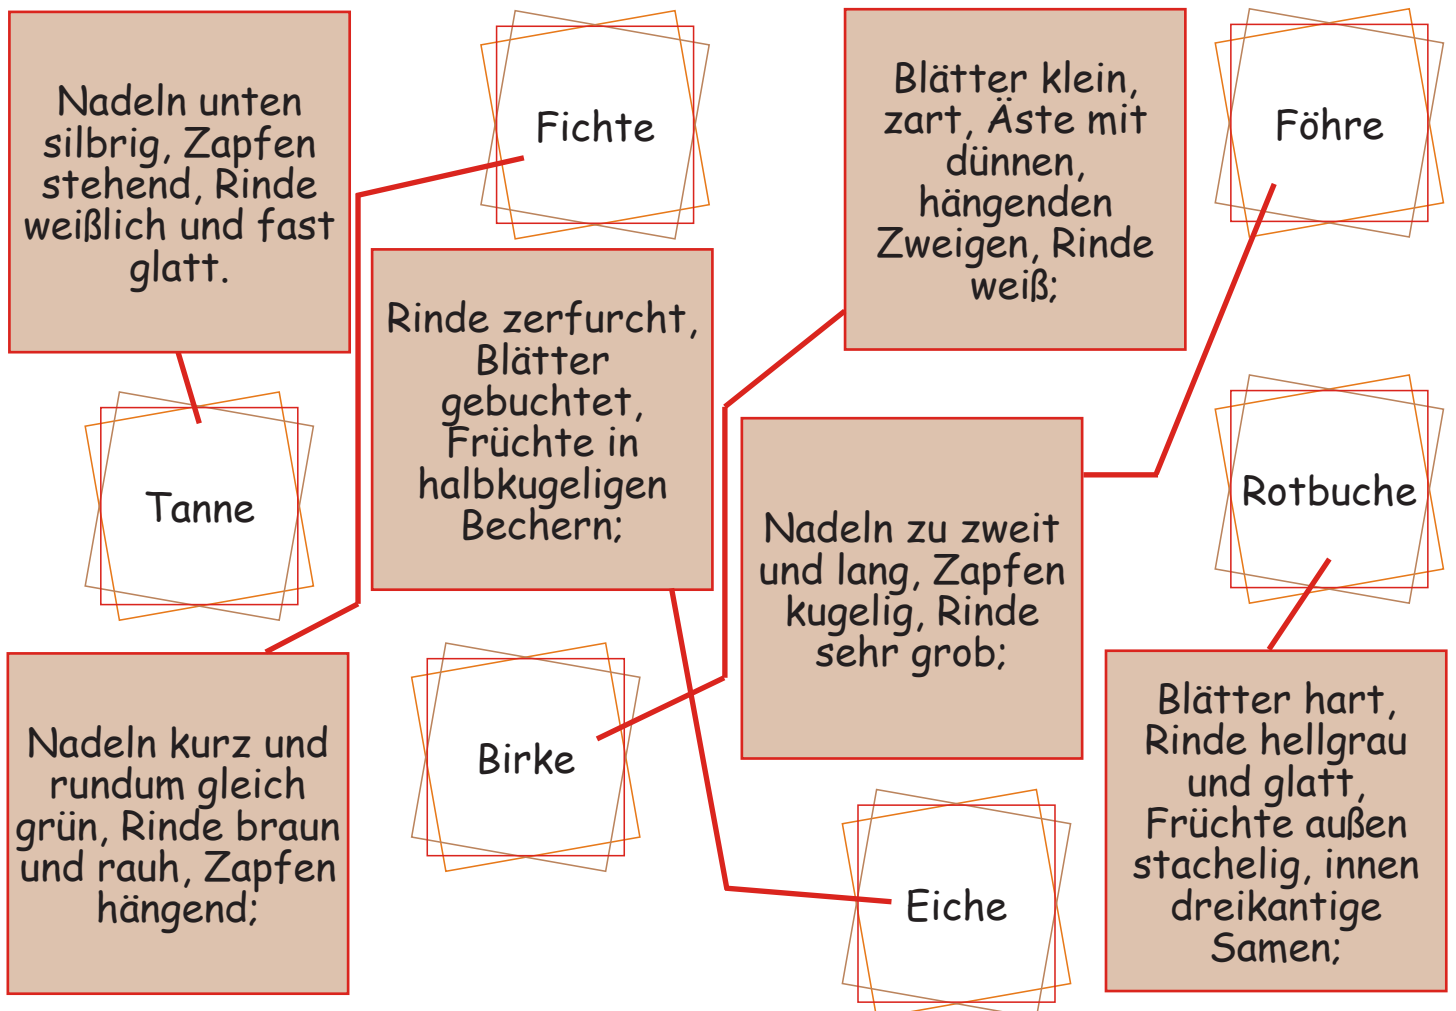 Nadeln unten
silbrig, Zapfen
stehend, Rinde
weißlich und fast
glatt.
Fichte
Blätter klein,
zart, Äste mit
dünnen,
hängenden
Zweigen, Rinde
weiß;
Föhre
Rinde zerfurcht,
Blätter
gebuchtet,
Früchte in
halbkugeligen
Bechern;
Tanne
Nadeln zu zweit
und lang, Zapfen
kugelig, Rinde
sehr grob;
Rotbuche
Nadeln kurz und
rundum gleich
grün, Rinde braun
und rauh, Zapfen
hängend;
Birke
Eiche
Blätter hart,
Rinde hellgrau
und glatt,
Früchte außen
stachelig, innen
dreikantige
Samen;